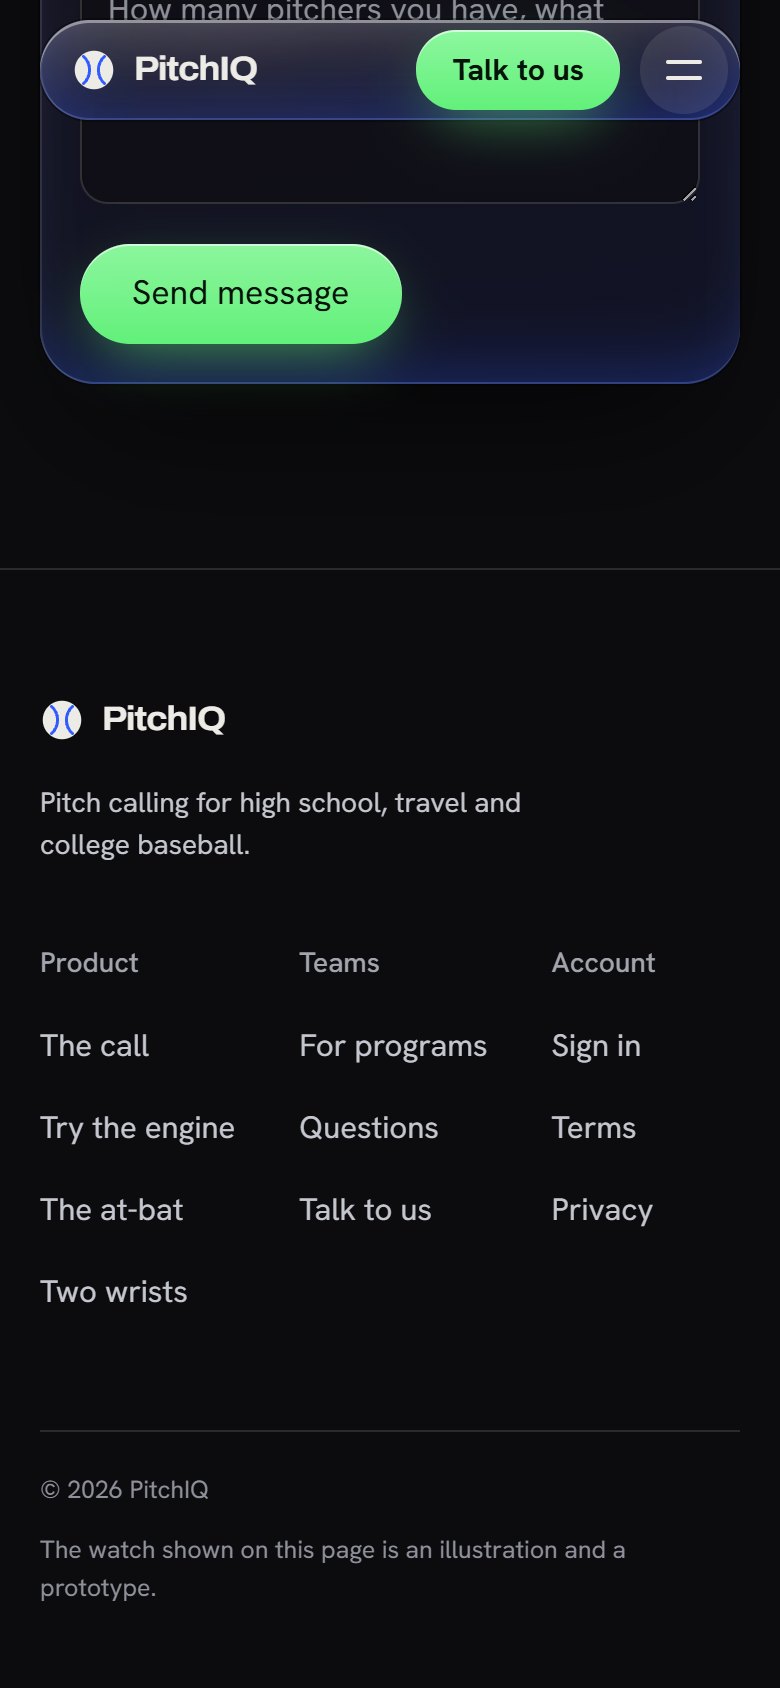 How many pitchers you have, what
PitchIQ
Talk to us
Send message
PitchIQ
Pitch calling for high school, travel and
college baseball.
Product
Teams
Account
The call
For programs
Sign in
Try the engine
Questions
Terms
The at-bat
Talk to us
Privacy
Two wrists
© 2026 PitchIQ
The watch shown on this page is an illustration and a
prototype.